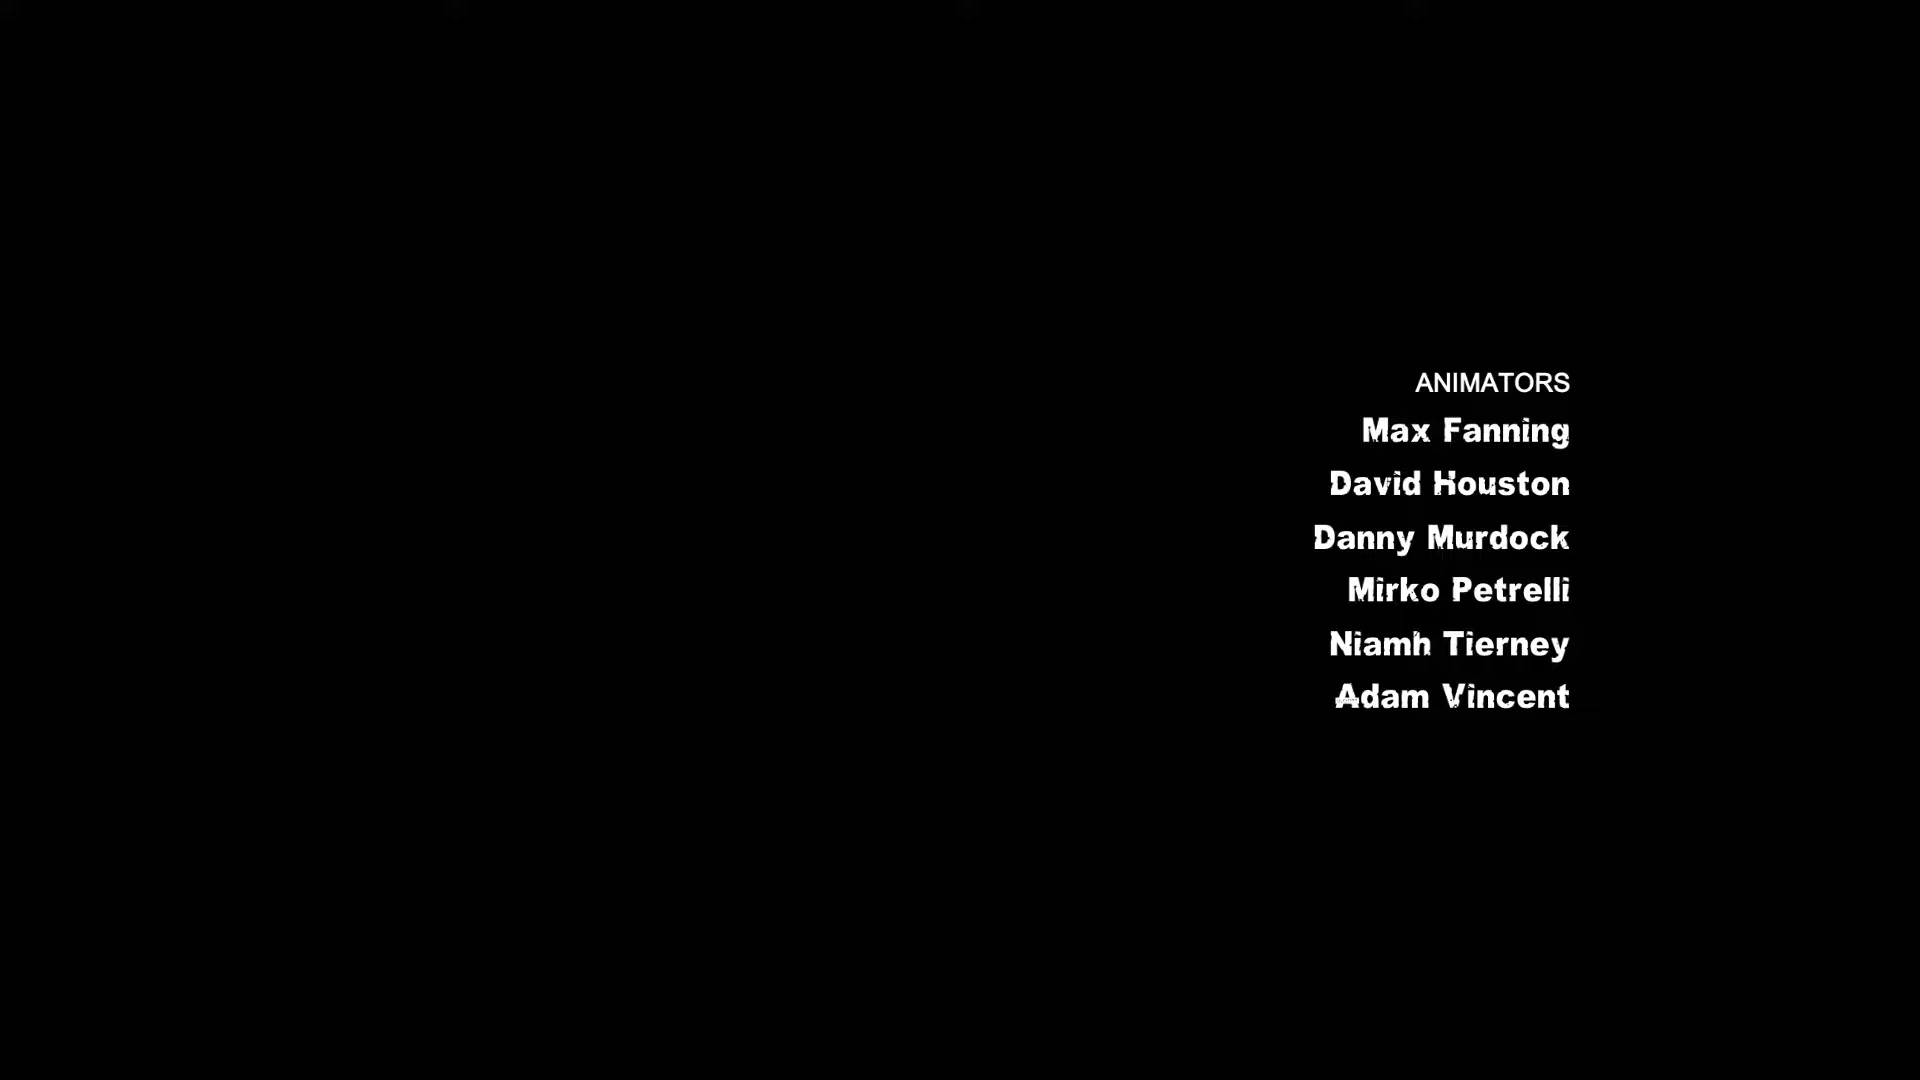 ANIMATORS
Max Fanning
David Houston
Danny Murdock
Mirko Petrelli
Niamh Tierney
Adam Vincent